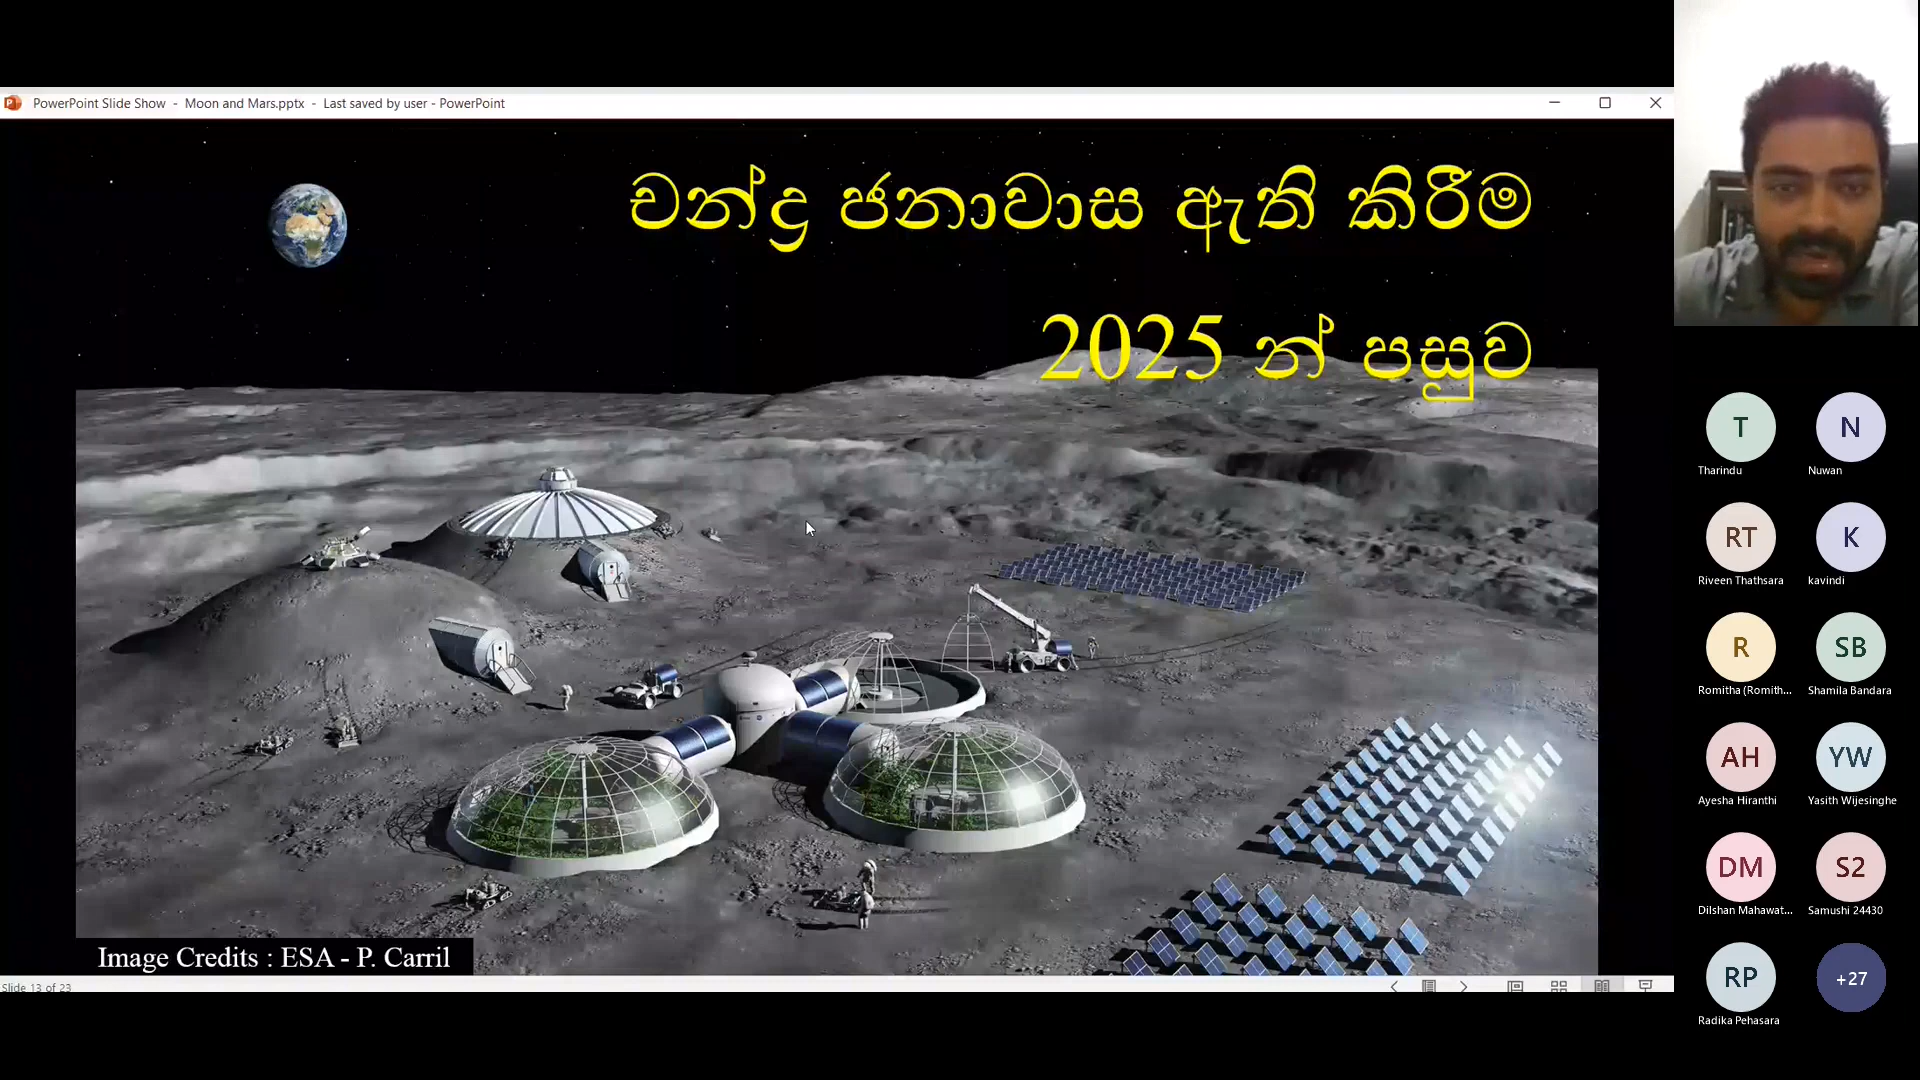 PowerPoint Slide Show - Moon and Mars.pptx - Last saved by user - PowerPoint
චන්ද්‍ර ජනාවාස ඇති කිරීම
2025 න් පසුව
Image Credits : ESA - P. Carril
Slide 13 of 23
T
Tharindu
N
Nuwan
RT
Riveen Thathsara
K
kavindi
R
Romitha (Romith...
SB
Shamila Bandara
AH
Ayesha Hiranthi
YW
Yasith Wijesinghe
DM
Dilshan Mahawat...
S2
Samushi 24430
RP
Radika Pehasara
+27